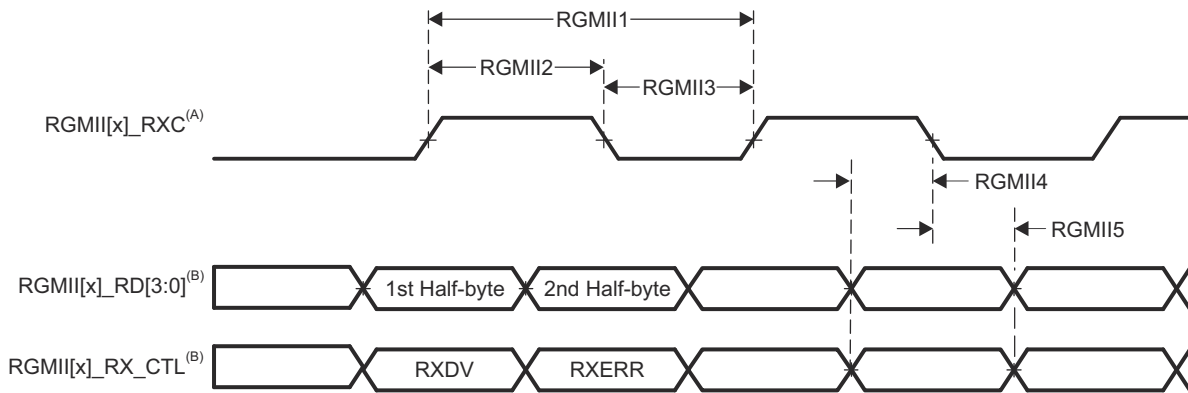 RGMII1
RGMII2
RGMII3
RGMII[x]_RXC(A)
RGMII4
RGMII5
RGMII[x]_RD[3:0](B)
1st Half-byte
2nd Half-byte
RGMII[x]_RX_CTL(B)
RXDV
RXERR